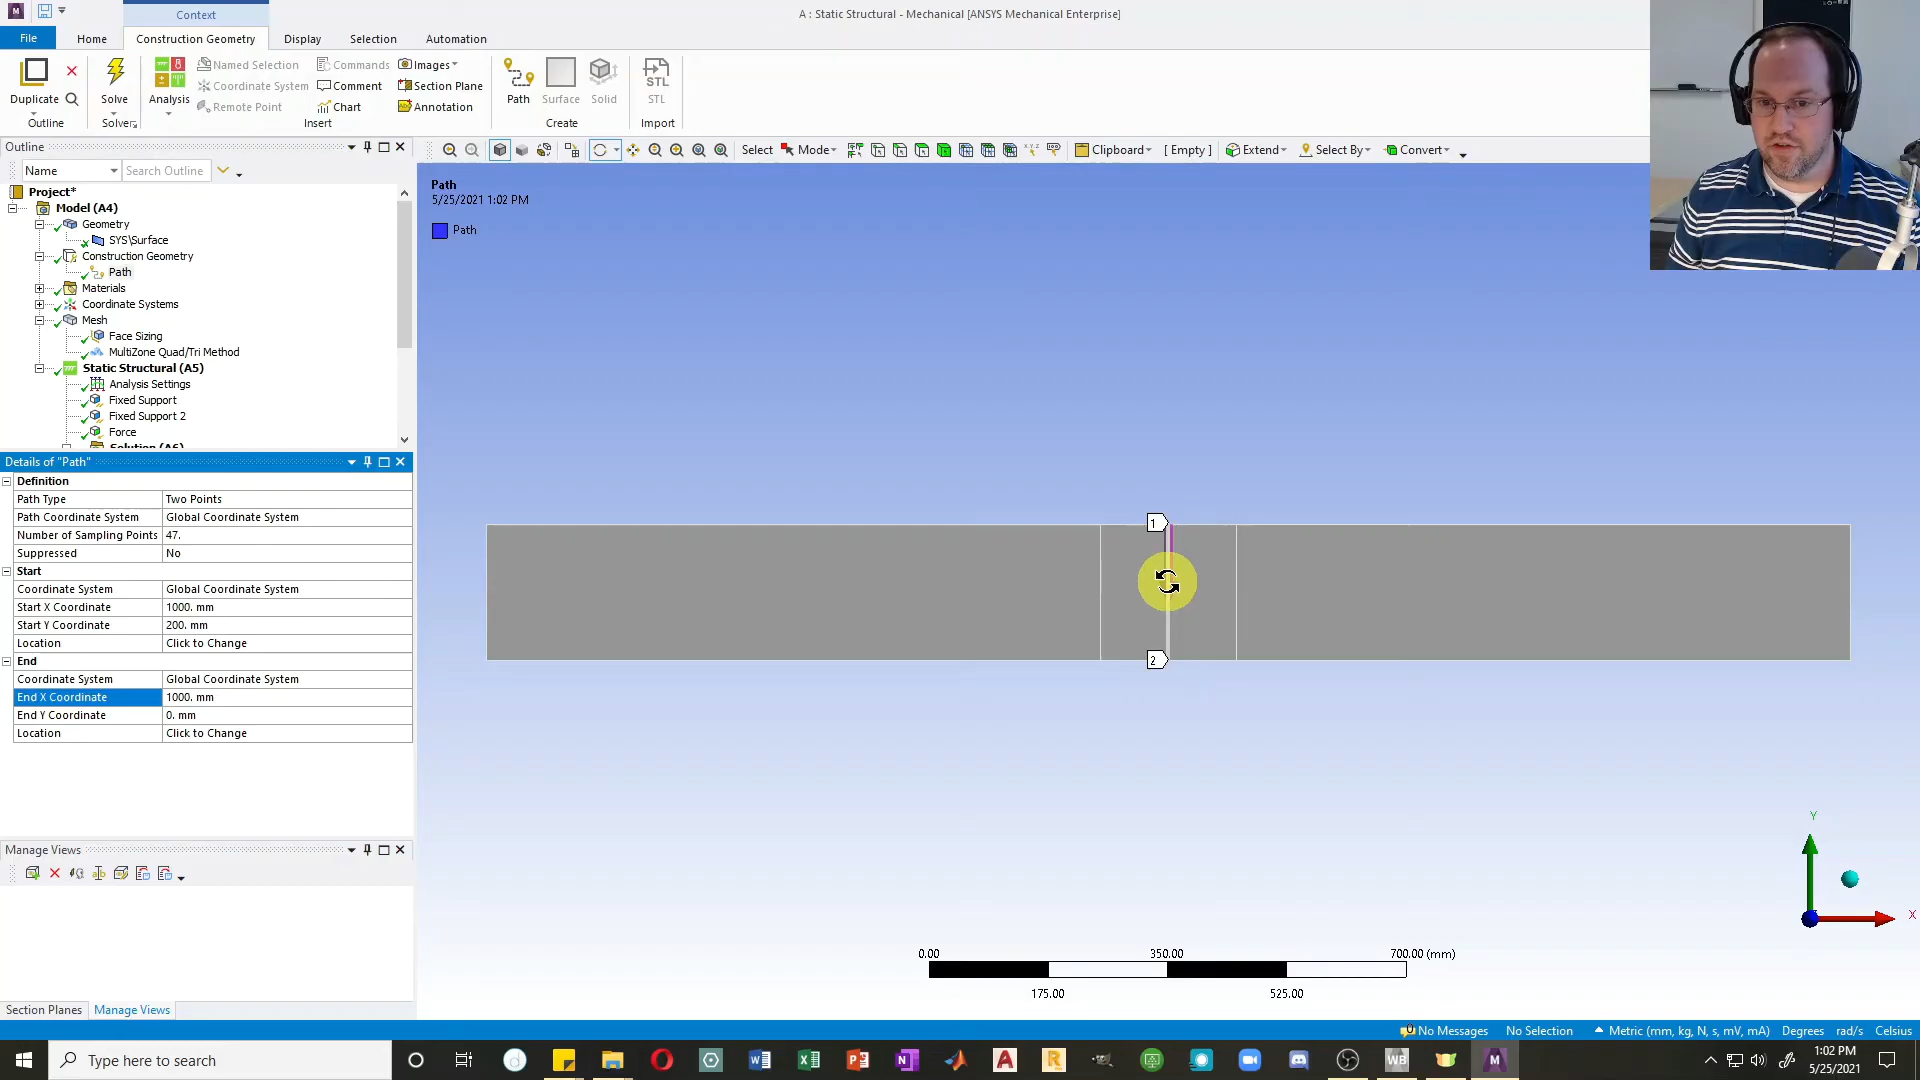 Context
A : Static Structural - Mechanical [ANSYS Mechanical Enterprise]
File Home Construction Geometry Display Selection Automation
Named Selection Commands Images
Coordinate System Comment Section Plane
Remote Point Chart Annotation
Duplicate Solve Analysis Path Surface Solid STL
STL
Outline Solver Insert Create Import
Outline
Select Mode Clipboard [ Empty ] Extend Select By Convert
Name Search Outline
Project*
Model (A4)
Geometry
SYS\Surface
Construction Geometry
Path
Materials
Coordinate Systems
Mesh
Face Sizing
MultiZone Quad/Tri Method
Static Structural (A5)
Analysis Settings
Fixed Support
Fixed Support 2
Force
Solution (A6)
Path
5/25/2021 1:02 PM
Path
1
2
Details of "Path"
Definition
Path Type Two Points
Path Coordinate System Global Coordinate System
Number of Sampling Points 47.
Suppressed No
Start
Coordinate System Global Coordinate System
Start X Coordinate 1000. mm
Start Y Coordinate 200. mm
Location Click to Change
End
Coordinate System Global Coordinate System
End X Coordinate 1000. mm
End Y Coordinate 0. mm
Location Click to Change
Manage Views
Y
X
0.00 350.00 700.00 (mm)
175.00 525.00
Section Planes Manage Views
No Messages No Selection Metric (mm, kg, N, s, mV, mA) Degrees rad/s Celsius
Type here to search
1:02 PM
5/25/2021